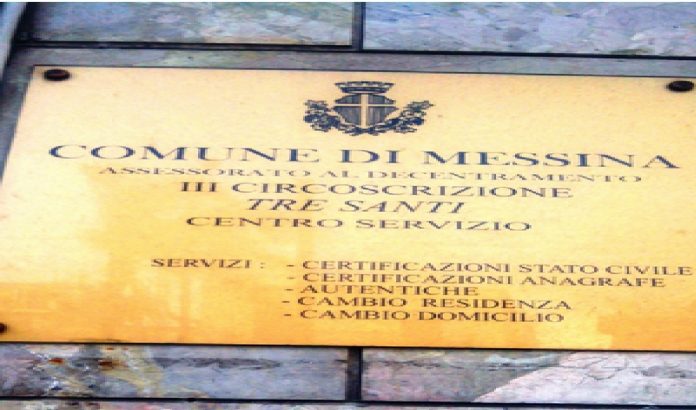 COMUNE DI MESSINA
ASSESSORATO AL DECENTRAMENTO
III CIRCOSCRIZIONE
TRE SANTI
CENTRO SERVIZIO
SERVIZI : - CERTIFICAZIONI STATO CIVILE
- CERTIFICAZIONI ANAGRAFE
- AUTENTICHE
- CAMBIO RESIDENZA
- CAMBIO DOMICILIO